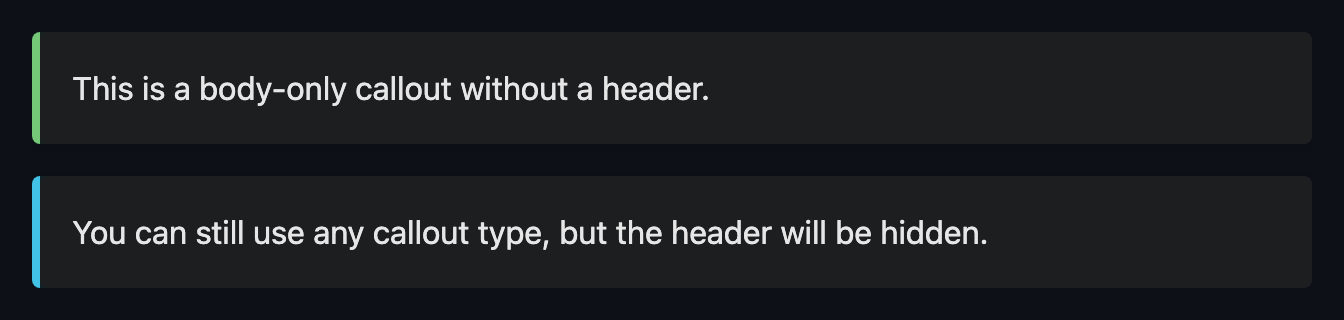 This is a body-only callout without a header.
You can still use any callout type, but the header will be hidden.